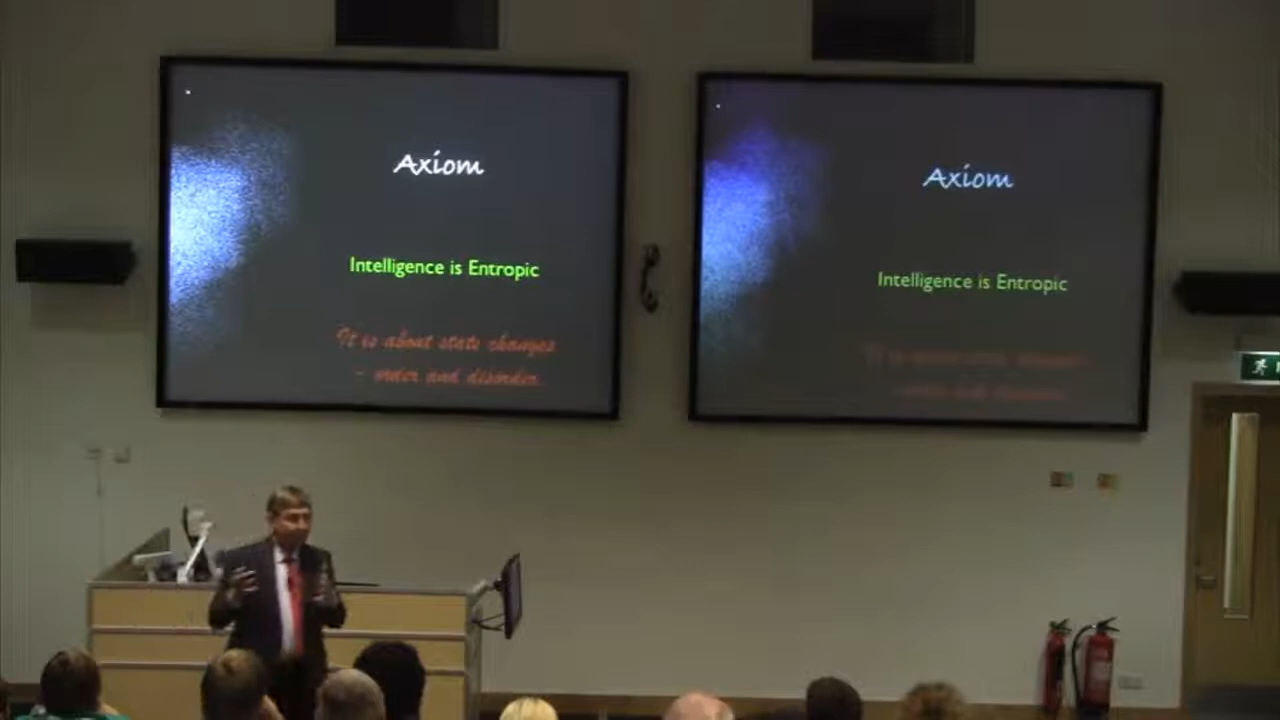 Axiom
Intelligence is Entropic
It is about state changes
- order and disorder.
Axiom
Intelligence is Entropic